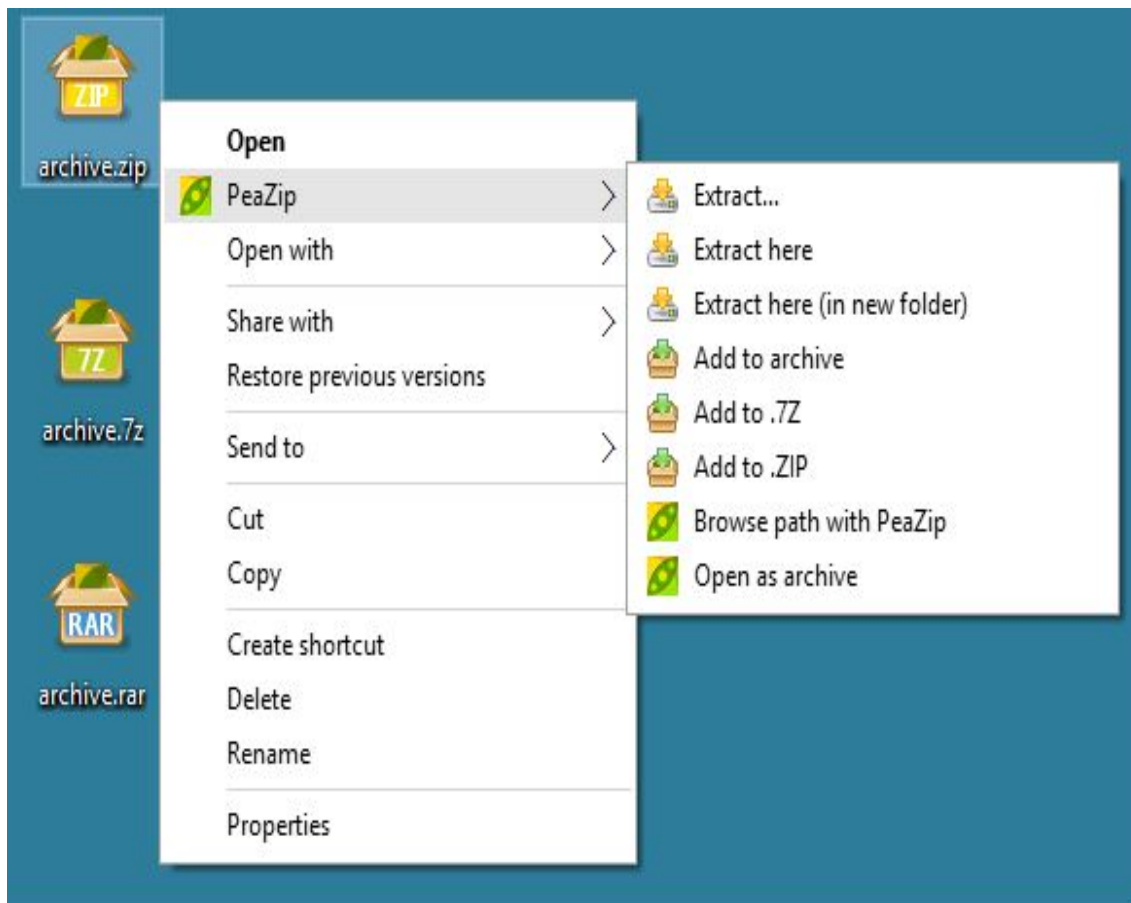 ZIP
archive.zip
7Z
archive.7z
RAR
archive.rar
Open
PeaZip
Open with
Share with
Restore previous versions
Send to
Cut
Copy
Create shortcut
Delete
Rename
Properties
Extract...
Extract here
Extract here (in new folder)
Add to archive
Add to .7Z
Add to .ZIP
Browse path with PeaZip
Open as archive